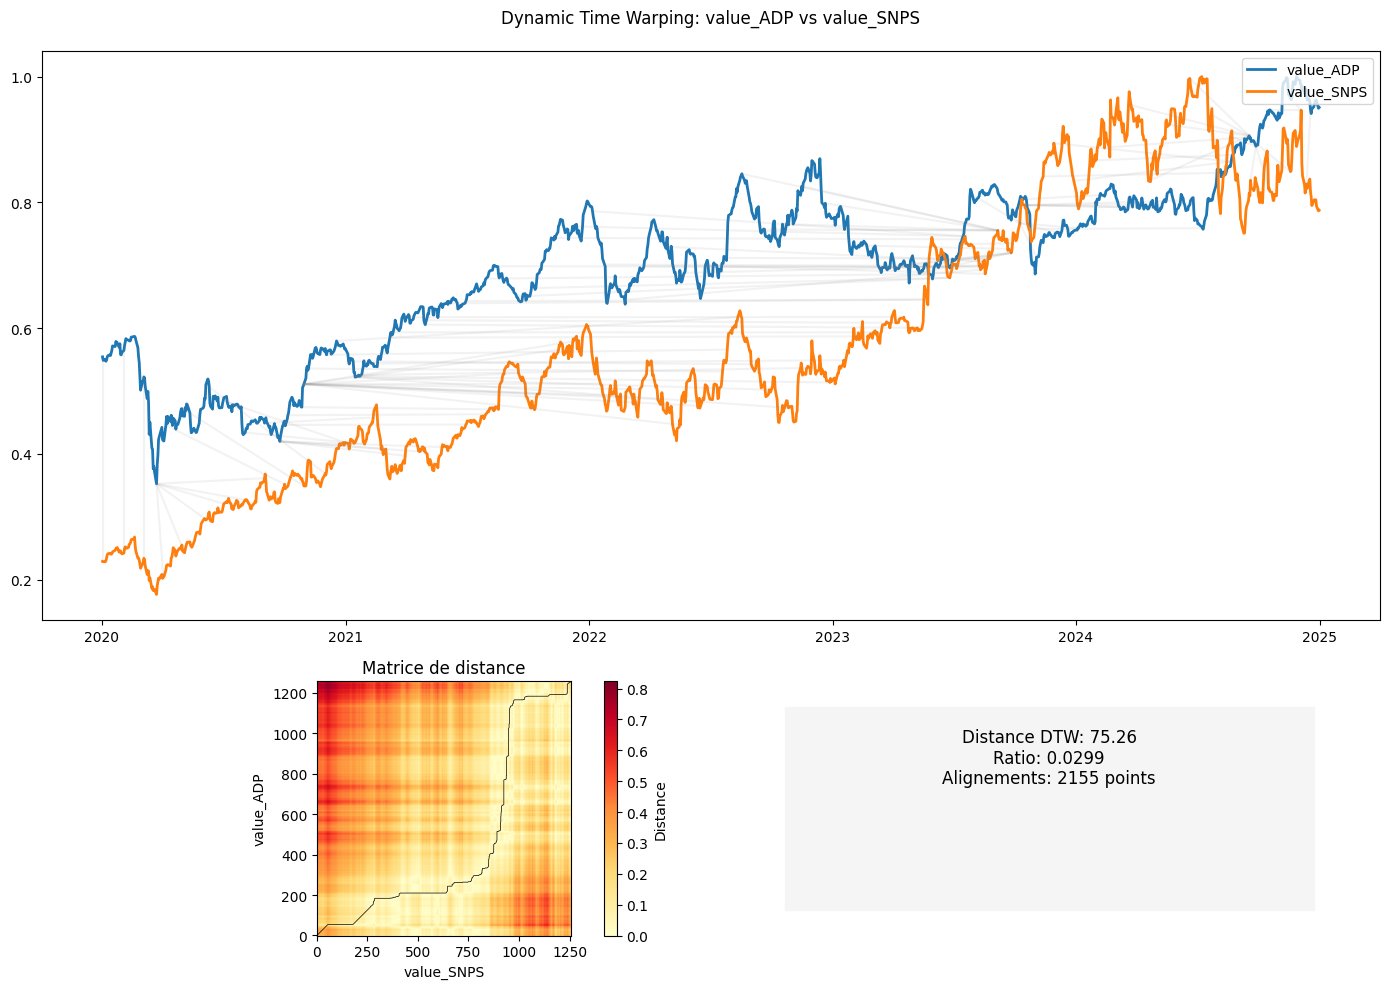 Dynamic Time Warping: value_ADP vs value_SNPS
value_ADP
value_SNPS
1.0
0.8
0.6
0.4
0.2
2020 2021 2022 2023 2024 2025
Matrice de distance
value_ADP
1200
1000
800
600
400
200
0
0 250 500 750 1000 1250
value_SNPS
0.8
0.7
0.6
0.5
0.4
0.3
0.2
0.1
0.0
Distance
Distance DTW: 75.26
Ratio: 0.0299
Alignements: 2155 points